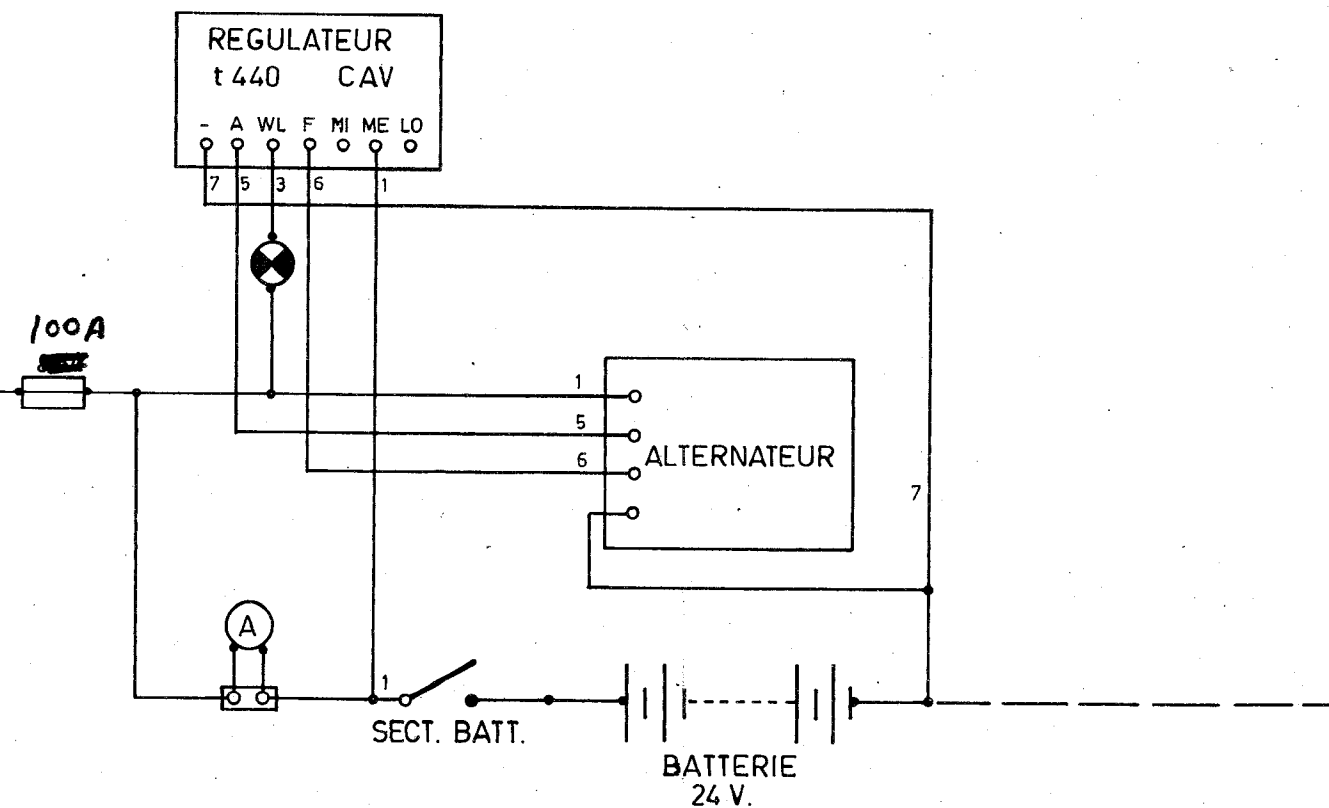 REGULATEUR
t 440 CAV
- A WL F MI ME LO
7 5 3 6 1
100A
1
5
6
ALTERNATEUR
7
A
1
SECT. BATT.
BATTERIE
24 V.